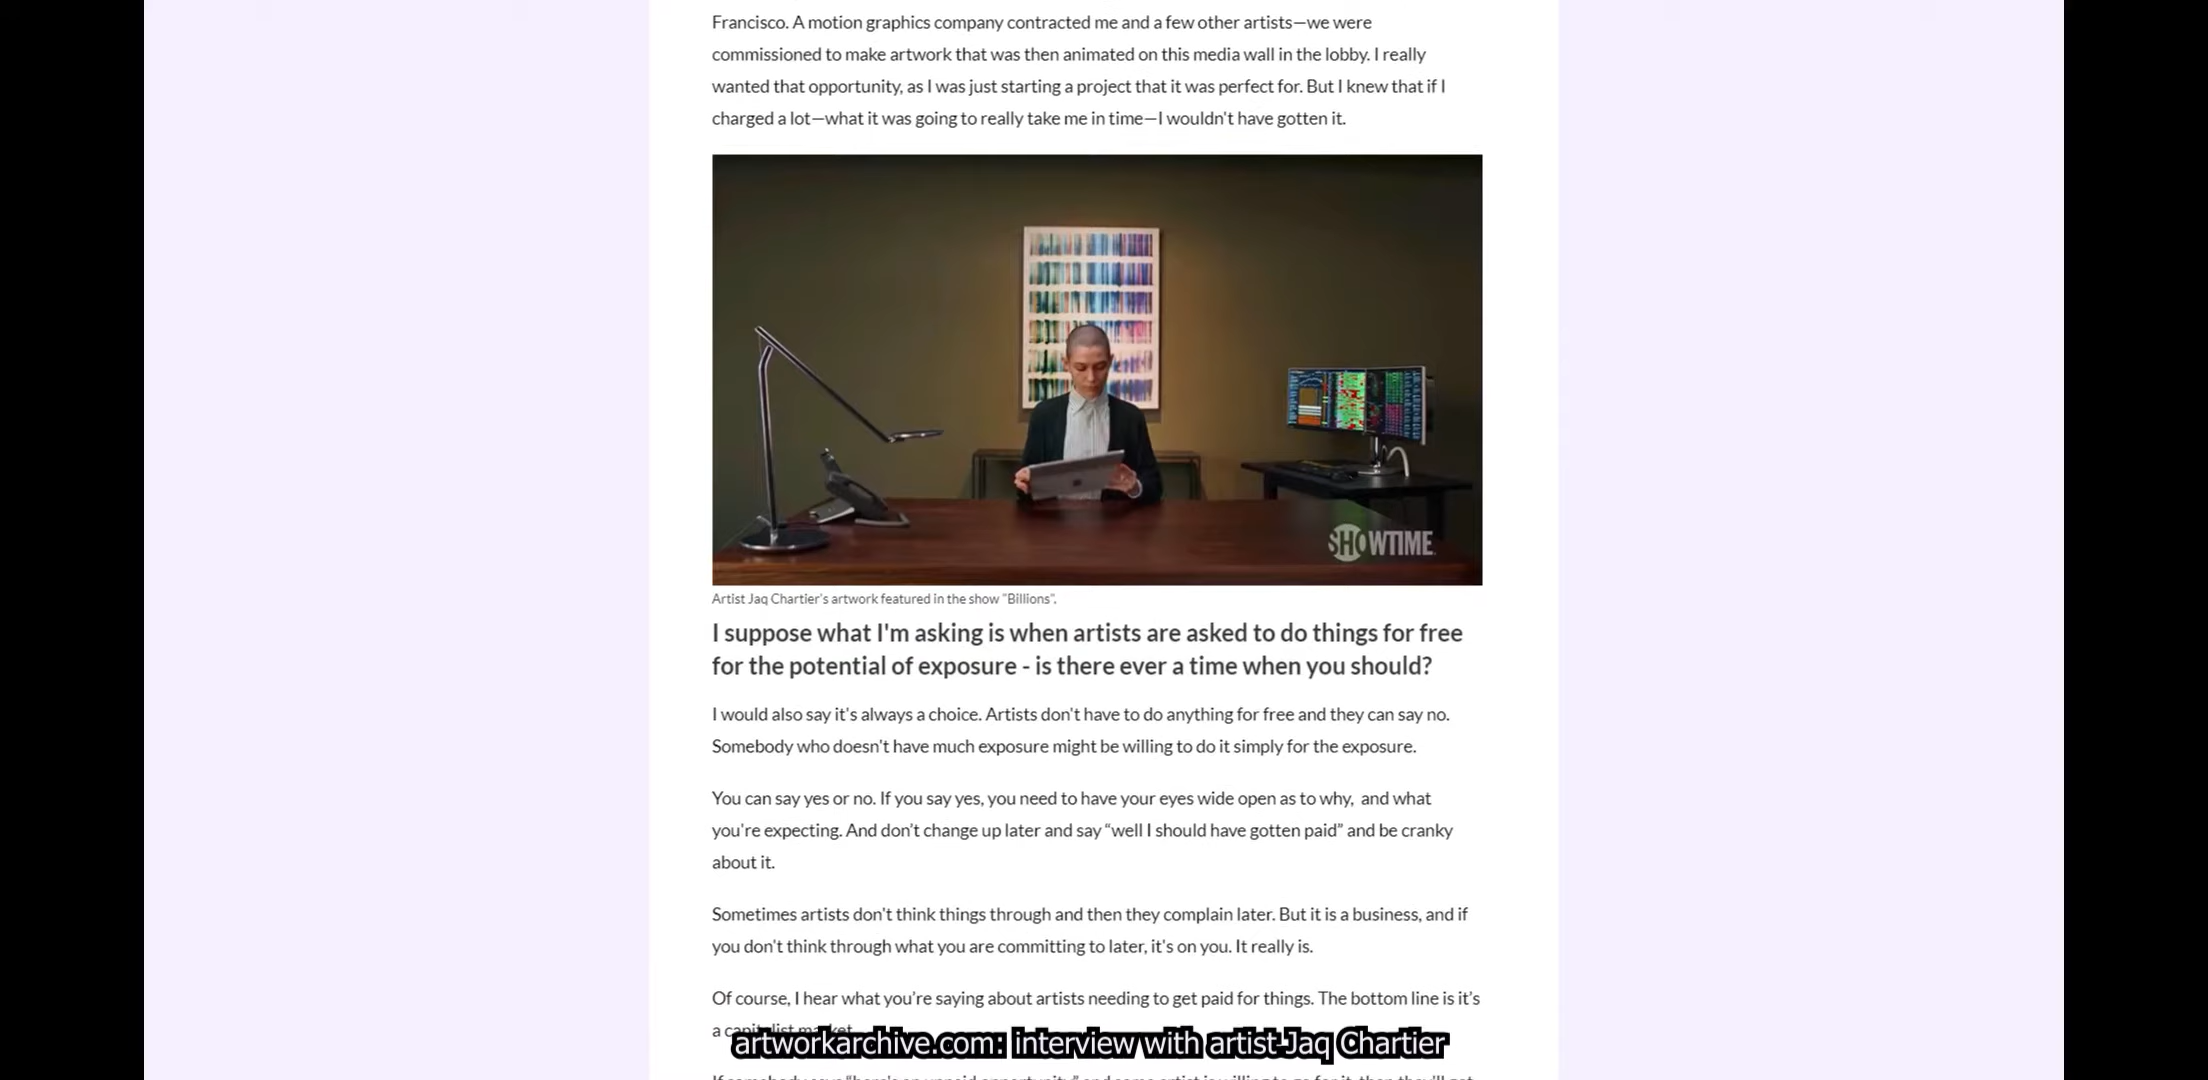 Francisco. A motion graphics company contracted me and a few other artists—we were
commissioned to make artwork that was then animated on this media wall in the lobby. I really
wanted that opportunity, as I was just starting a project that it was perfect for. But I knew that if I
charged a lot—what it was going to really take me in time—I wouldn't have gotten it.
SHOWTIME
Artist Jaq Chartier's artwork featured in the show "Billions".
I suppose what I'm asking is when artists are asked to do things for free
for the potential of exposure - is there ever a time when you should?
I would also say it's always a choice. Artists don't have to do anything for free and they can say no.
Somebody who doesn't have much exposure might be willing to do it simply for the exposure.
You can say yes or no. If you say yes, you need to have your eyes wide open as to why,  and what
you're expecting. And don’t change up later and say “well I should have gotten paid” and be cranky
about it.
Sometimes artists don't think things through and then they complain later. But it is a business, and if
you don't think through what you are committing to later, it's on you. It really is.
Of course, I hear what you’re saying about artists needing to get paid for things. The bottom line is it’s
a capitalist market
artworkarchive.com: interview with artist Jaq Chartier